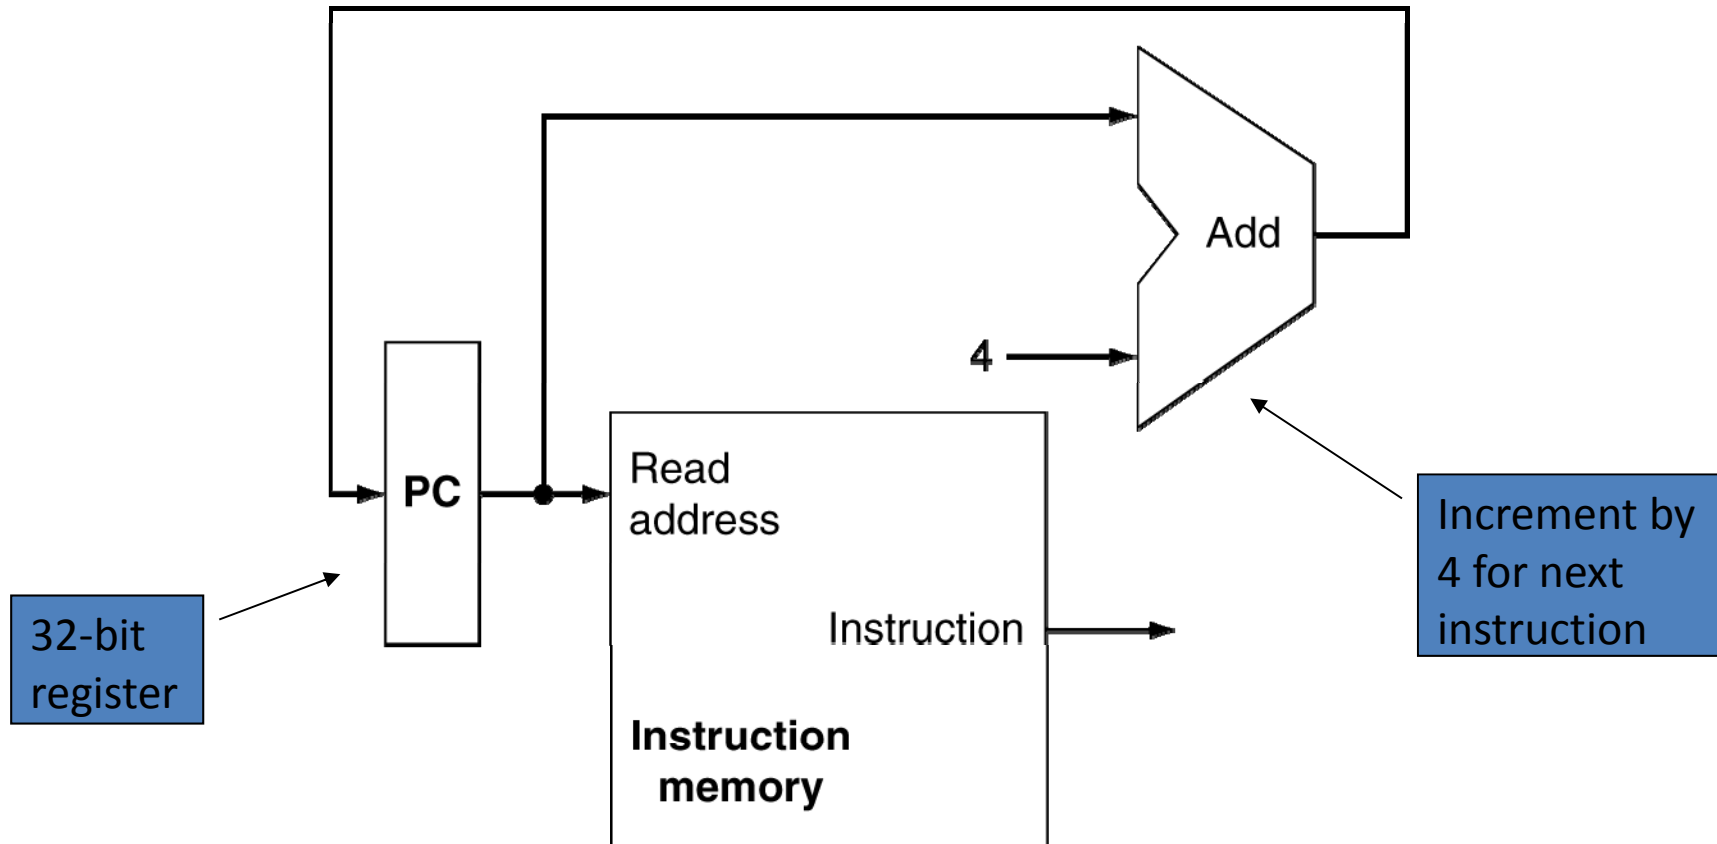 Add
4
PC
Read
address
Increment by
4 for next
instruction
32-bit
register
Instruction
Instruction
memory